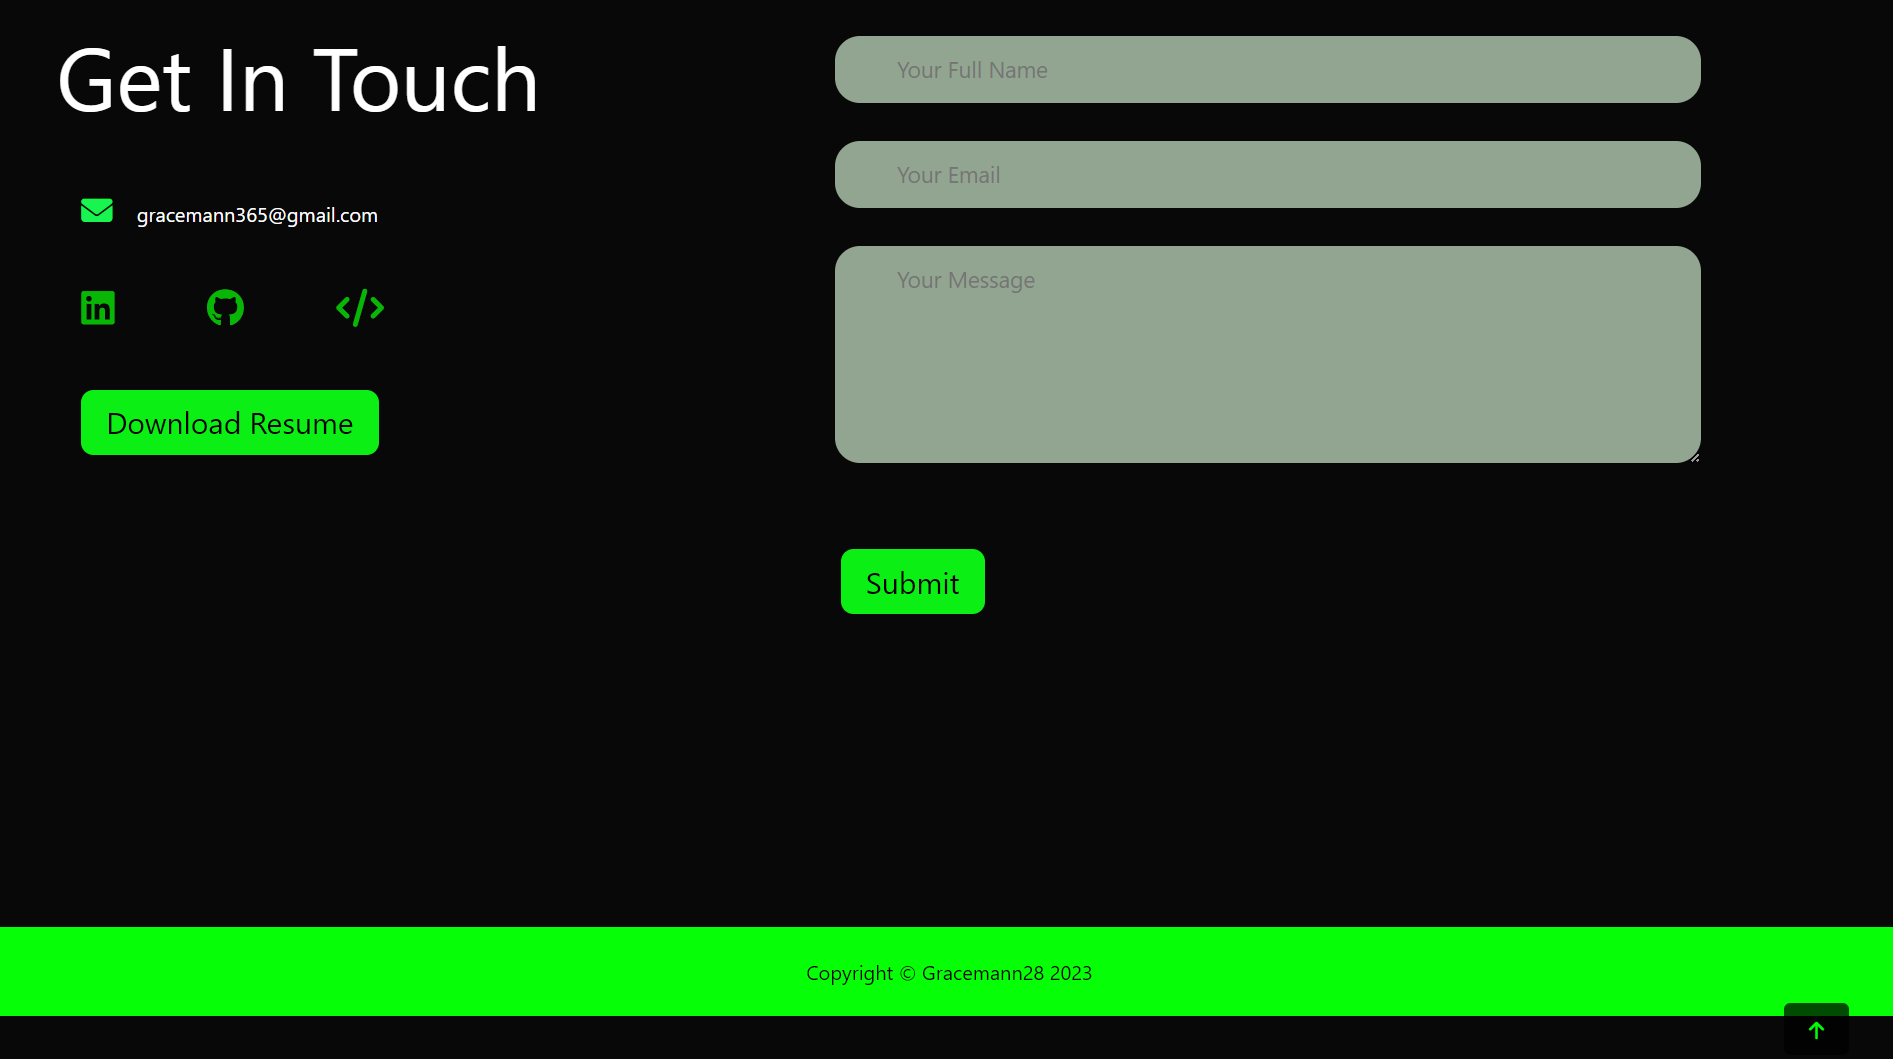 Get In Touch
gracemann365@gmail.com
Download Resume
Your Full Name
Your Email
Your Message
Submit
Copyright © Gracemann28 2023